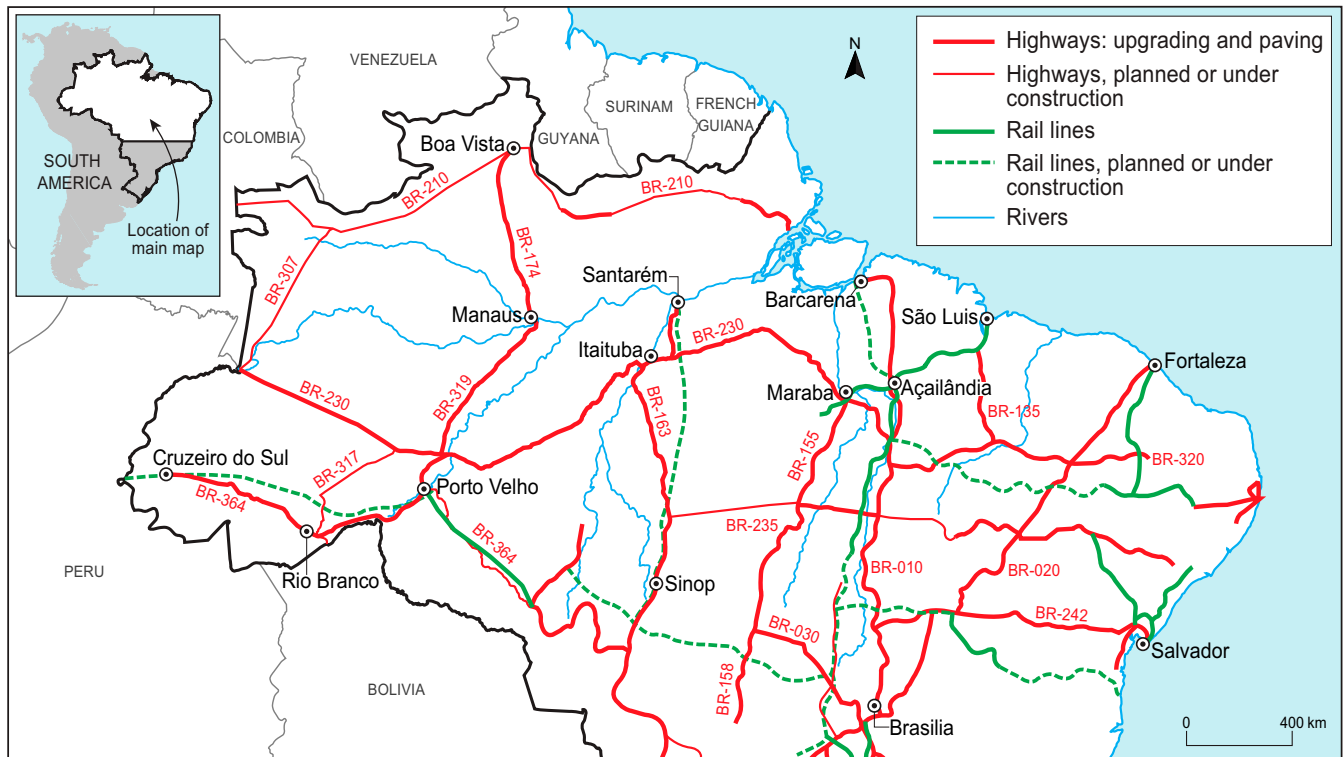 SOUTH
AMERICA
Location of
main map
VENEZUELA
COLOMBIA
GUYANA
SURINAM
FRENCH
GUIANA
PERU
BOLIVIA
N
Highways: upgrading and paving
Highways, planned or under
construction
Rail lines
Rail lines, planned or under
construction
Rivers
Boa Vista
BR-210
BR-210
BR-307
BR-174
Santarém
Manaus
Barcarena
São Luis
Itaituba
BR-230
Fortaleza
Maraba
Açailândia
BR-230
BR-319
BR-163
BR-135
BR-155
BR-320
Cruzeiro do Sul
BR-317
Porto Velho
BR-364
BR-364
BR-235
Rio Branco
Sinop
BR-010
BR-020
BR-242
BR-030
Salvador
BR-158
Brasilia
0
400 km